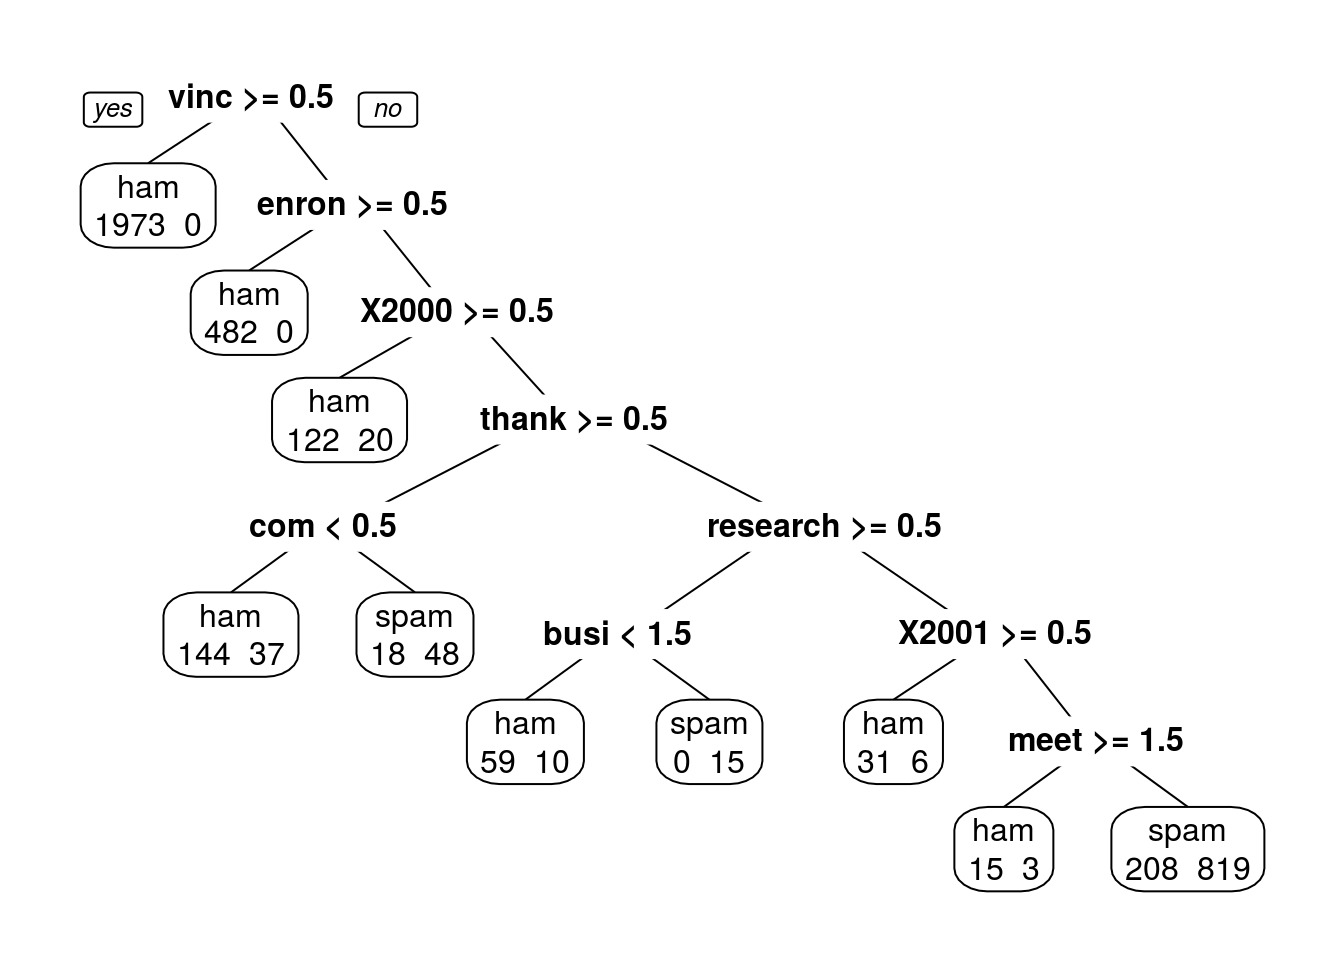 yes vinc >= 0.5 no
ham
1973 0
enron >= 0.5
ham
482 0
X2000 >= 0.5
ham
122 20
thank >= 0.5
com < 0.5
research >= 0.5
ham
144 37
spam
18 48
busi < 1.5
X2001 >= 0.5
ham
59 10
spam
0 15
ham
31 6
meet >= 1.5
ham
15 3
spam
208 819